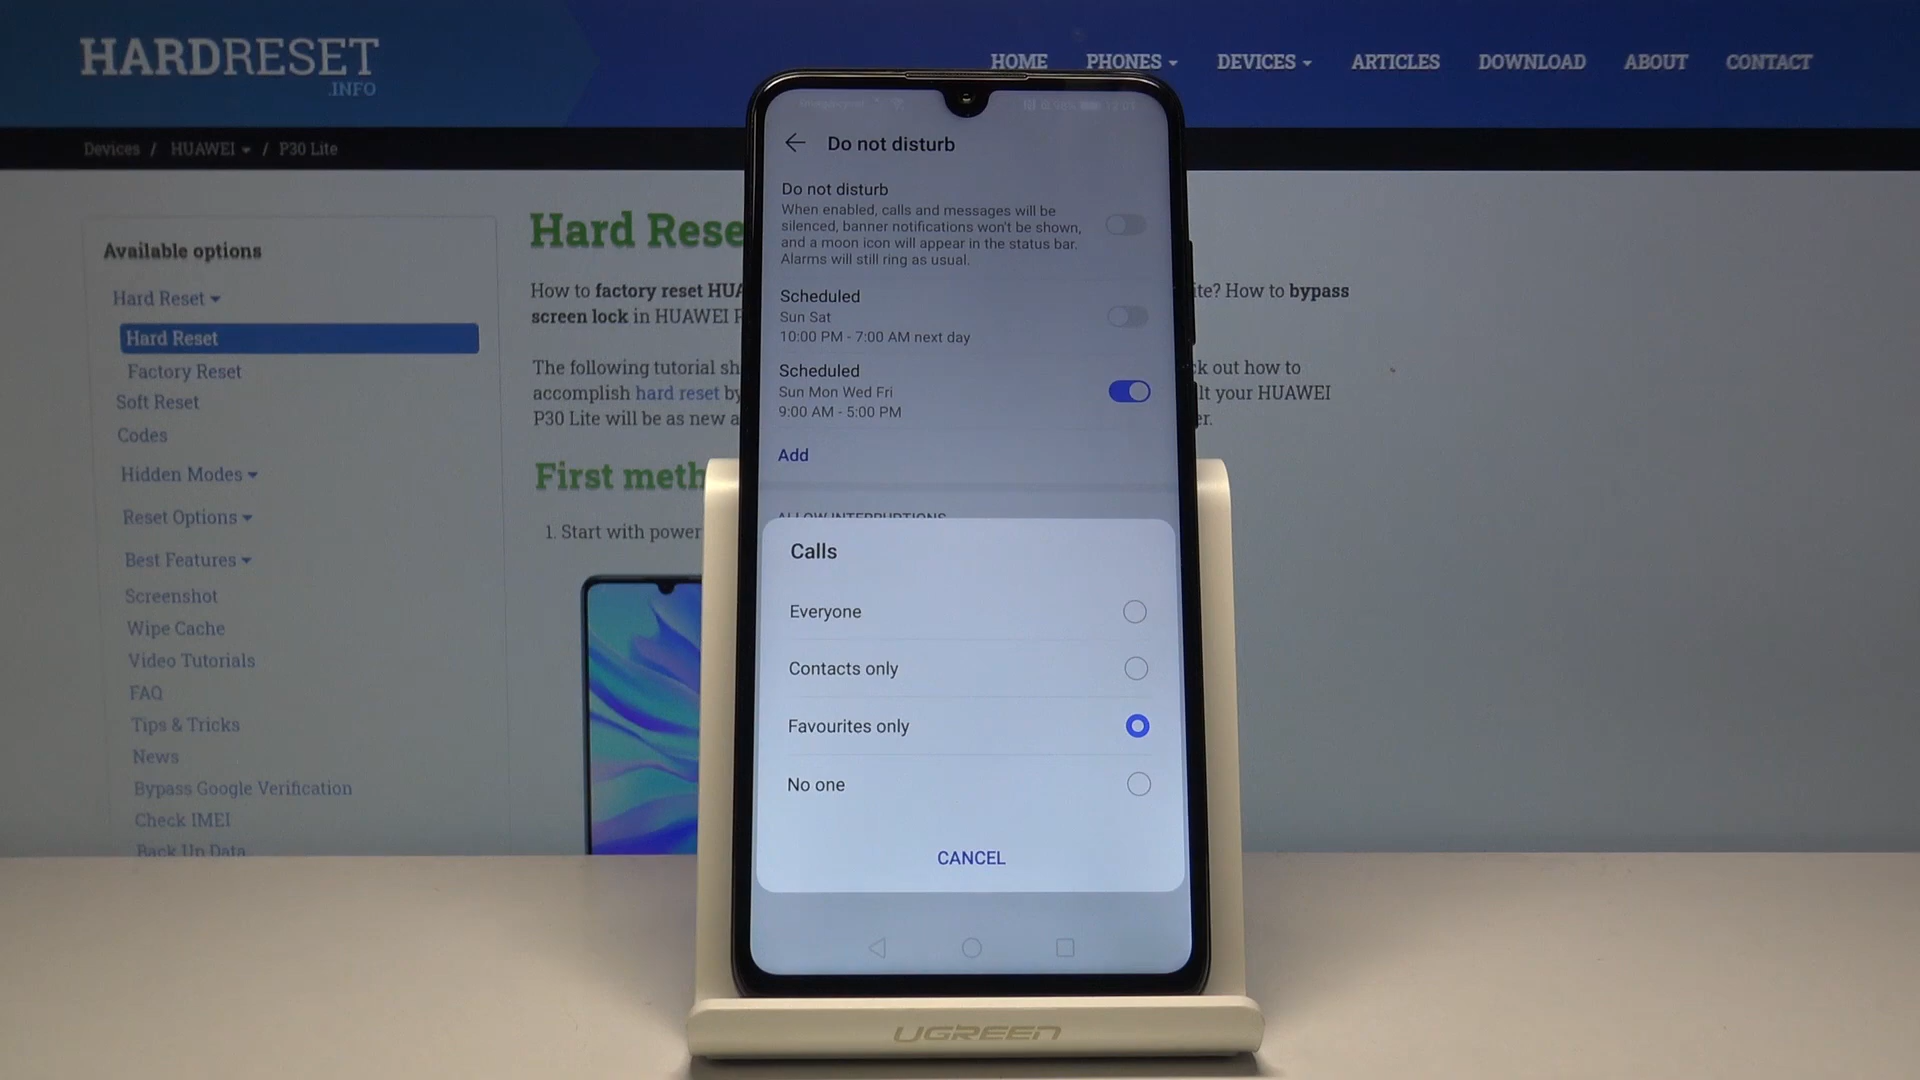 HARDRESET
.INFO
HOME PHONES DEVICES ARTICLES DOWNLOAD ABOUT CONTACT
Devices / HUAWEI / P30 Lite
Available options
Hard Reset
Hard Reset
Factory Reset
Soft Reset
Codes
Hidden Modes
Reset Options
Best Features
Screenshot
Wipe Cache
Video Tutorials
FAQ
Tips & Tricks
News
Bypass Google Verification
Check IMEI
Back Up Data
Hard Rese
How to factory reset HUA
ite? How to bypass
screen lock in HUAWEI P
The following tutorial sh
ck out how to
accomplish hard reset by
lt your HUAWEI
P30 Lite will be as new a
er.
First meth
1. Start with power
Do not disturb
Do not disturb
When enabled, calls and messages will be
silenced, banner notifications won't be shown,
and a moon icon will appear in the status bar.
Alarms will still ring as usual.
Scheduled
Sun Sat
10:00 PM - 7:00 AM next day
Scheduled
Sun Mon Wed Fri
9:00 AM - 5:00 PM
Add
ALLOW INTERRUPTIONS
Calls
Everyone
Contacts only
Favourites only
No one
CANCEL
UGREEN